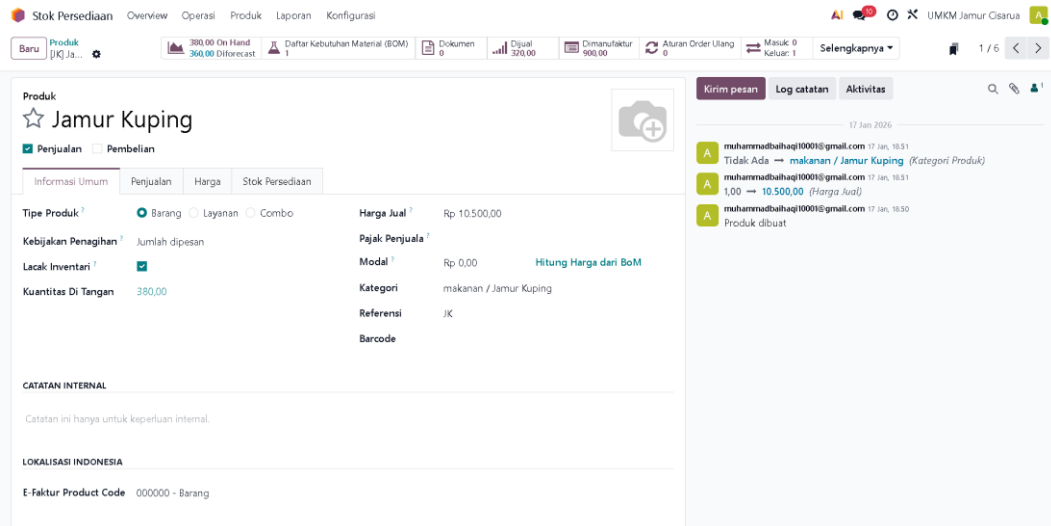 Stok Persediaan Overview Operasi Produk Laporan Konfigurasi
10 UMKM Jamur Cisarua A
Baru Produk
[JK] Ja...
380,00 On Hand
360,00 Diforecast
Daftar Kebutuhan Material (BOM)
1
Dokumen
0
Dijual
320,00
Dimanufaktur
900,00
Aturan Order Ulang
0
Masuk: 0
Keluar: 1
Selengkapnya
1 / 6
Produk
Jamur Kuping
Penjualan Pembelian
Informasi Umum Penjualan Harga Stok Persediaan
Tipe Produk ? Barang Layanan Combo
Kebijakan Penagihan ? Jumlah dipesan
Lacak Inventari ?
Kuantitas Di Tangan 380,00
Harga Jual ? Rp 10.500,00
Pajak Penjuala ?
Modal ? Rp 0,00 Hitung Harga dari BoM
Kategori makanan / Jamur Kuping
Referensi JK
Barcode
CATATAN INTERNAL
Catatan ini hanya untuk keperluan internal.
LOKALISASI INDONESIA
E-Faktur Product Code 000000 - Barang
Kirim pesan Log catatan Aktivitas 1
17 Jan 2026
A muhammadbaihaqi10001@gmail.com 17 Jan, 16.51
Tidak Ada → makanan / Jamur Kuping (Kategori Produk)
A muhammadbaihaqi10001@gmail.com 17 Jan, 16.51
1,00 → 10.500,00 (Harga Jual)
A muhammadbaihaqi10001@gmail.com 17 Jan, 16.50
Produk dibuat